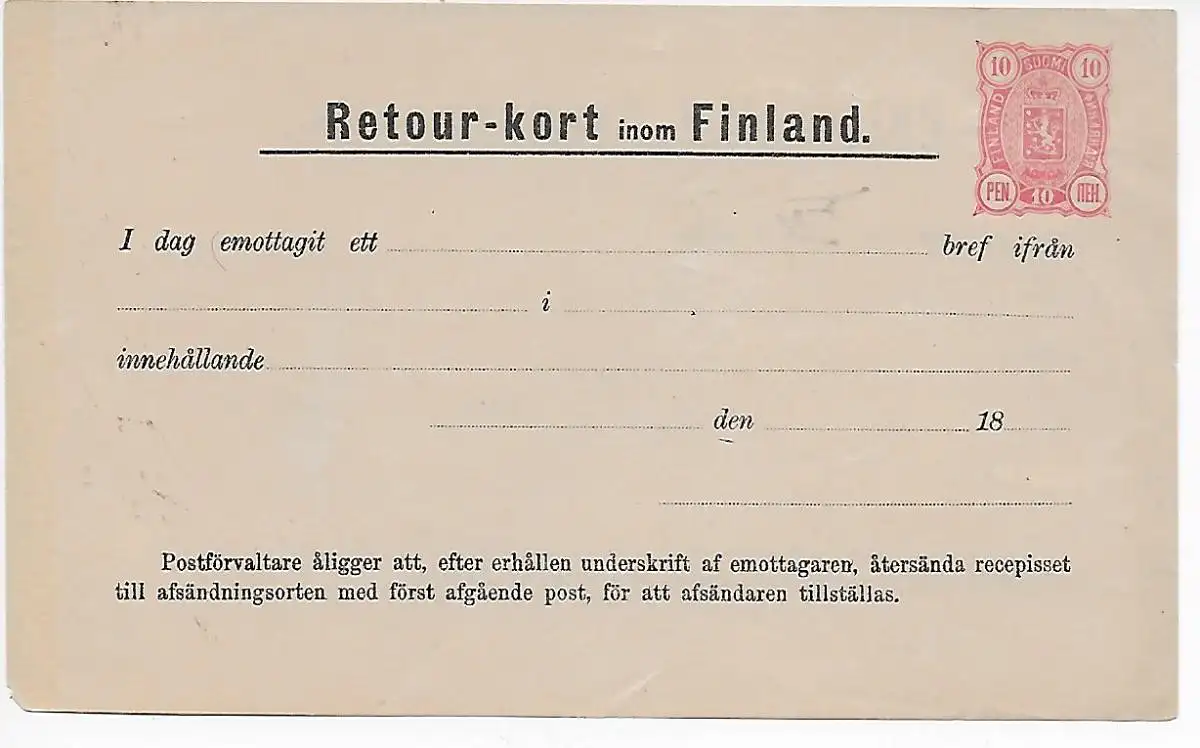 Retour-kort inom Finland.
10 SUOMI 10
FINLAND
PEN. 10 ПЕН.
I dag emottagit ett bref ifrån
i
innehållande
den 18
Postförvaltare åligger att, efter erhållen underskrift af emottagaren, återsända recepisset
till afsändningsorten med först afgående post, för att afsändaren tillställas.